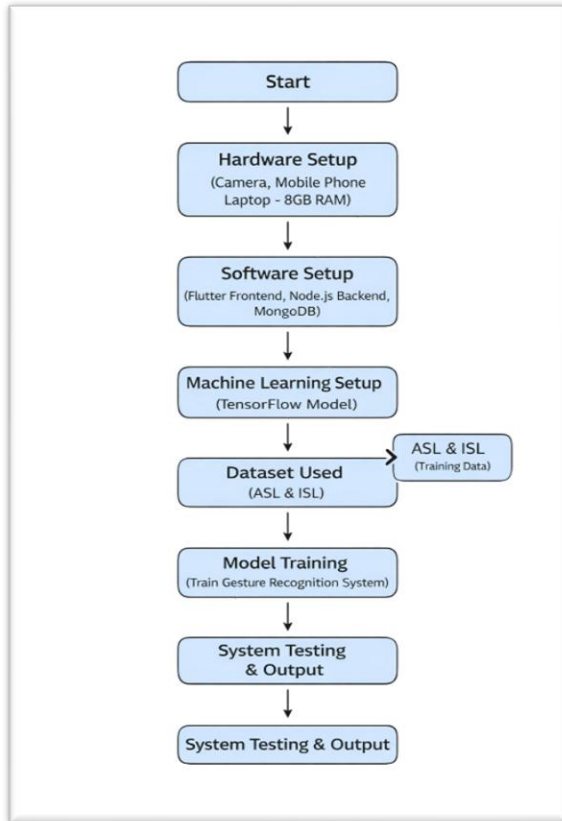 Start
Hardware Setup
(Camera, Mobile Phone
Laptop - 8GB RAM)
Software Setup
(Flutter Frontend, Node.js Backend,
MongoDB)
Machine Learning Setup
(TensorFlow Model)
Dataset Used
(ASL & ISL)
ASL & ISL
(Training Data)
Model Training
(Train Gesture Recognition System)
System Testing
& Output
System Testing & Output